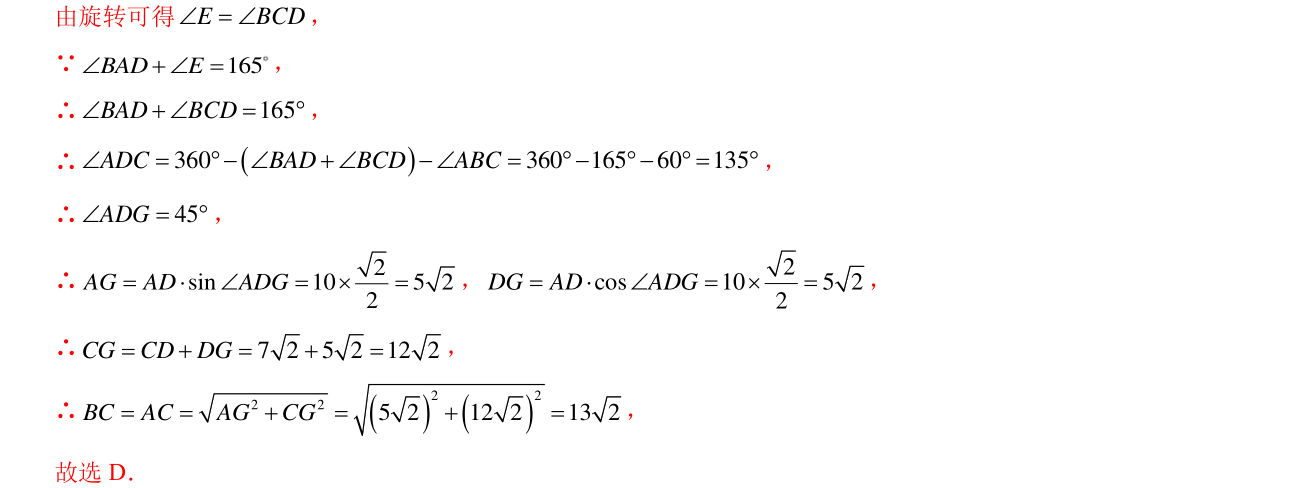 由旋转可得∠E = ∠BCD，
∵ ∠BAD + ∠E = 165°，
∴ ∠BAD + ∠BCD = 165°，
∴ ∠ADC = 360° − (∠BAD + ∠BCD) − ∠ABC = 360° − 165° − 60° = 135°，
∴ ∠ADG = 45°，
∴ AG = AD · sin ∠ADG = 10 × √2/2 = 5√2， DG = AD · cos ∠ADG = 10 × √2/2 = 5√2，
∴ CG = CD + DG = 7√2 + 5√2 = 12√2，
∴ BC = AC = √(AG² + CG²) = √((5√2)² + (12√2)²) = 13√2，
故选 D．